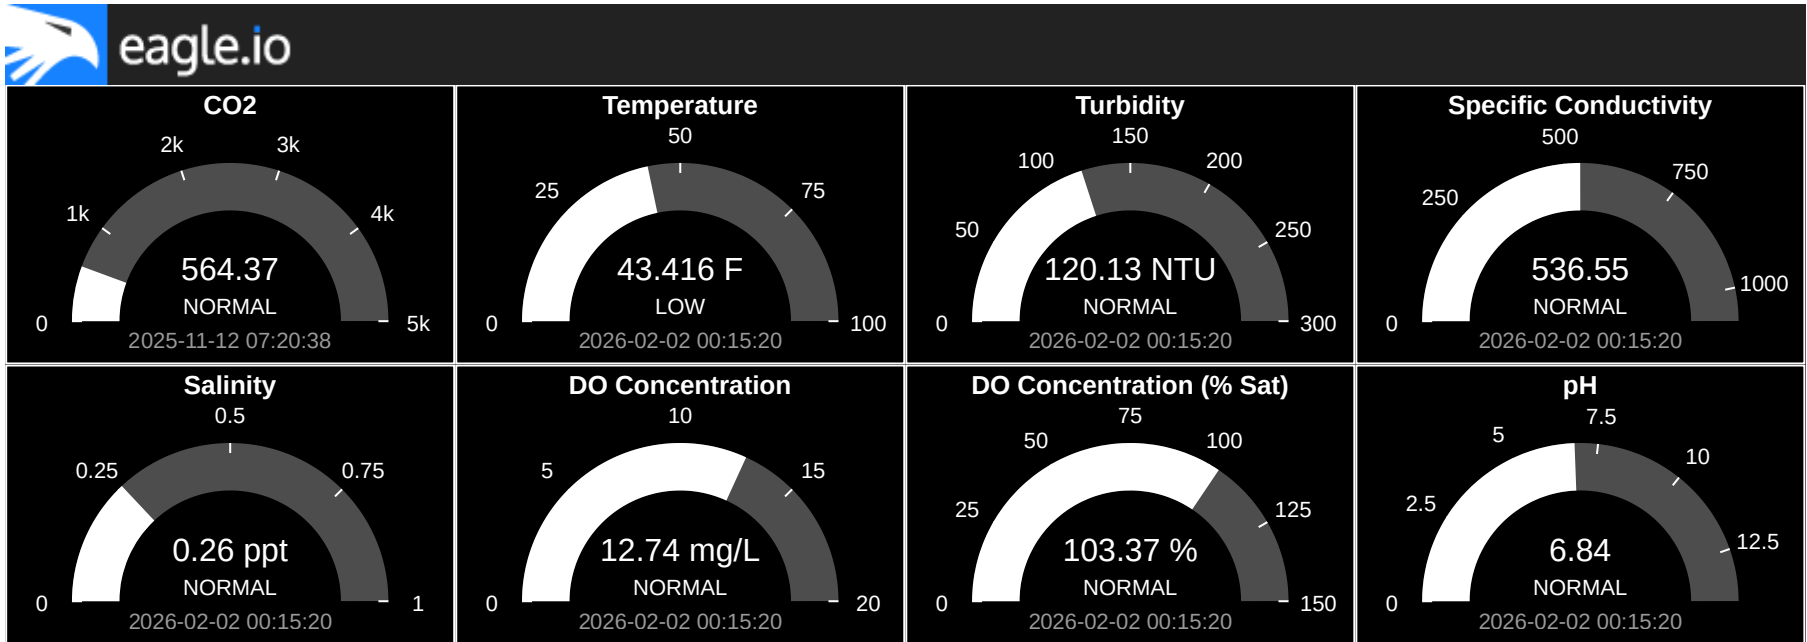 eagle.io
CO2
0
1k
2k
3k
4k
5k
564.37
NORMAL
2025-11-12 07:20:38
Temperature
0
25
50
75
100
43.416 F
LOW
2026-02-02 00:15:20
Turbidity
0
50
100
150
200
250
300
120.13 NTU
NORMAL
2026-02-02 00:15:20
Specific Conductivity
0
250
500
750
1000
536.55
NORMAL
2026-02-02 00:15:20
Salinity
0
0.25
0.5
0.75
1
0.26 ppt
NORMAL
2026-02-02 00:15:20
DO Concentration
0
5
10
15
20
12.74 mg/L
NORMAL
2026-02-02 00:15:20
DO Concentration (% Sat)
0
25
50
75
100
125
150
103.37 %
NORMAL
2026-02-02 00:15:20
pH
0
2.5
5
7.5
10
12.5
6.84
NORMAL
2026-02-02 00:15:20